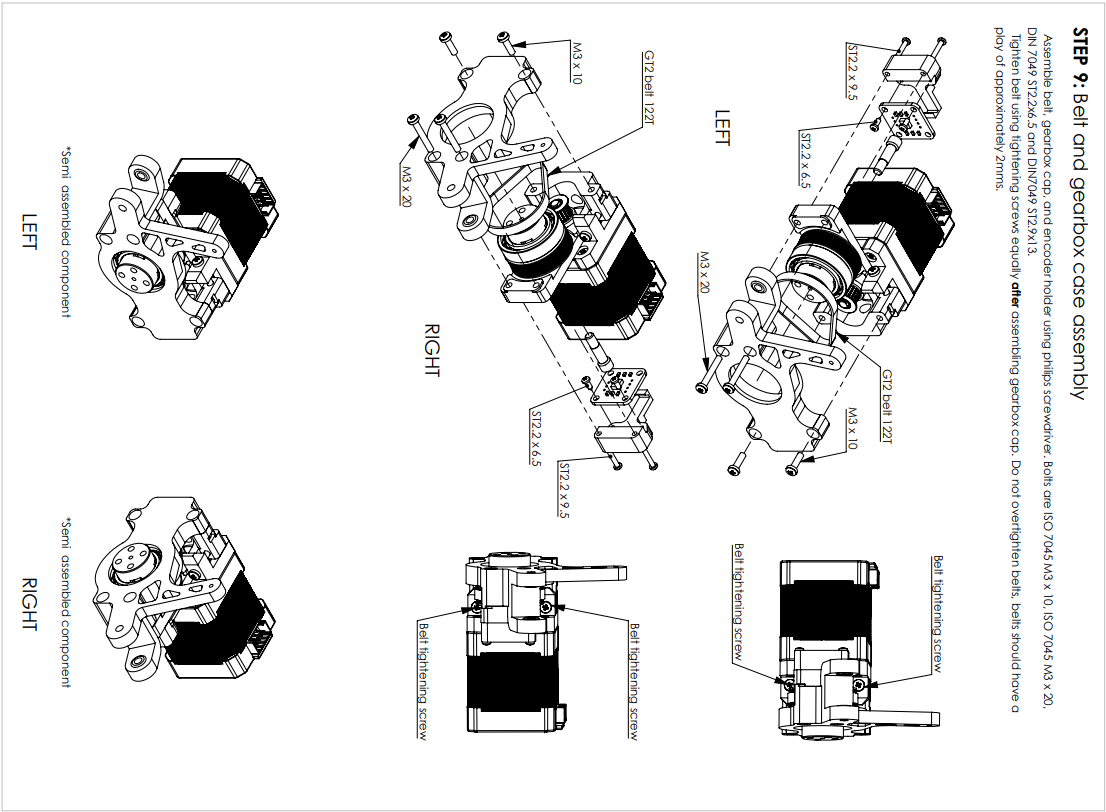 STEP 9: Belt and gearbox case assembly
Assemble belt, gearbox cap, and encoder holder using philips screwdriver. Bolts are ISO 7045 M3 x 10, ISO 7045 M3 x 20,
DIN 7049 ST2.2x6.5 and DIN7049 ST2.9x13.
Tighten belt using tightening screws equally after assembling gearbox cap. Do not overtighten belts, belts should have a
play of approximately 2mms.
ST2.2 x 9.5
ST2.2 x 6.5
LEFT
M3 x 20
GT2 belt 122T
M3 x 10
Belt tightening screw
Belt tightening screw
GT2 belt 122T
M3 x 10
M3 x 20
RIGHT
ST2.2 x 6.5
ST2.2 x 9.5
Belt tightening screw
Belt tightening screw
*Semi assembled component
LEFT
*Semi assembled component
RIGHT